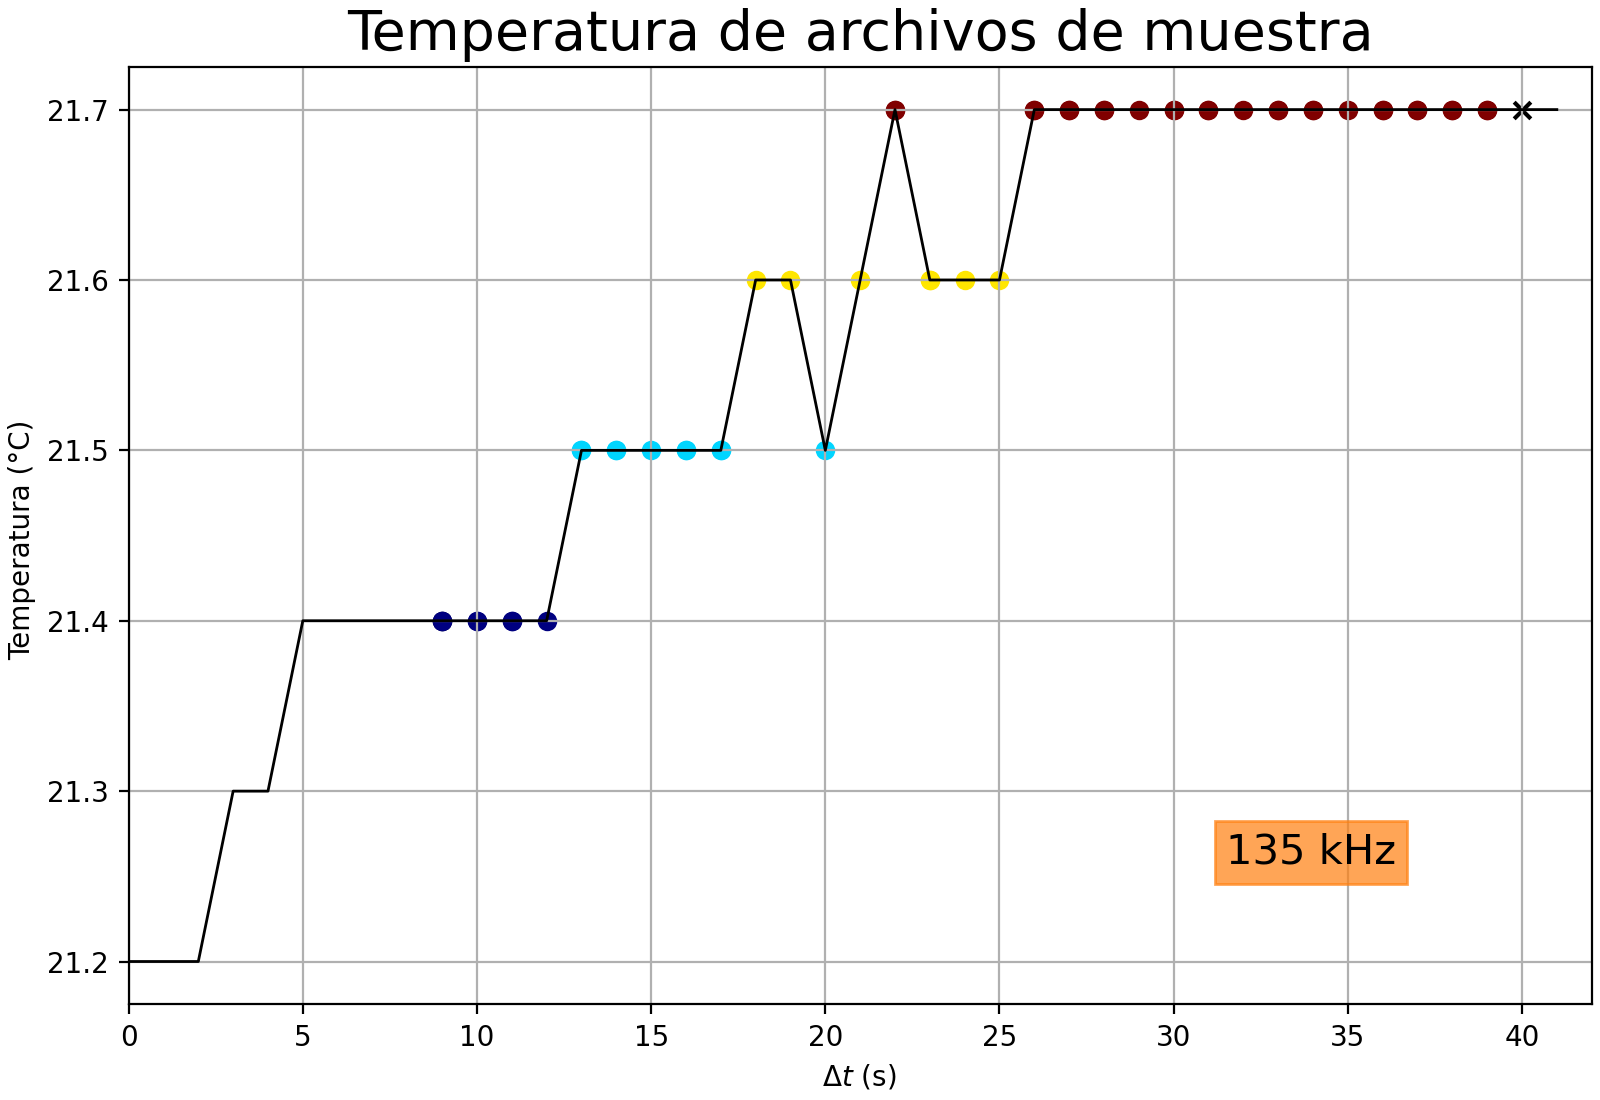 Temperatura de archivos de muestra
21.7
21.6
21.5
21.4
21.3
21.2
Temperatura (°C)
135 kHz
0 5 10 15 20 25 30 35 40
Δt (s)